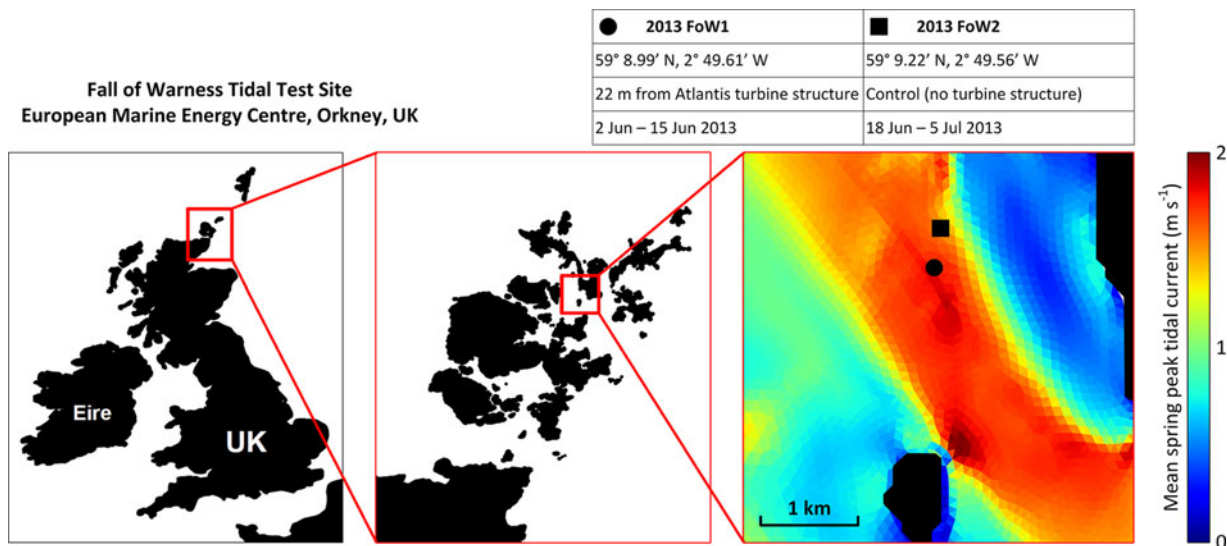 Fall of Warness Tidal Test Site
European Marine Energy Centre, Orkney, UK
● 2013 FoW1 ■ 2013 FoW2
59° 8.99’ N, 2° 49.61’ W 59° 9.22’ N, 2° 49.56’ W
22 m from Atlantis turbine structure Control (no turbine structure)
2 Jun – 15 Jun 2013 18 Jun – 5 Jul 2013
Eire
UK
1 km
2
1
0
Mean spring peak tidal current (m s⁻¹)